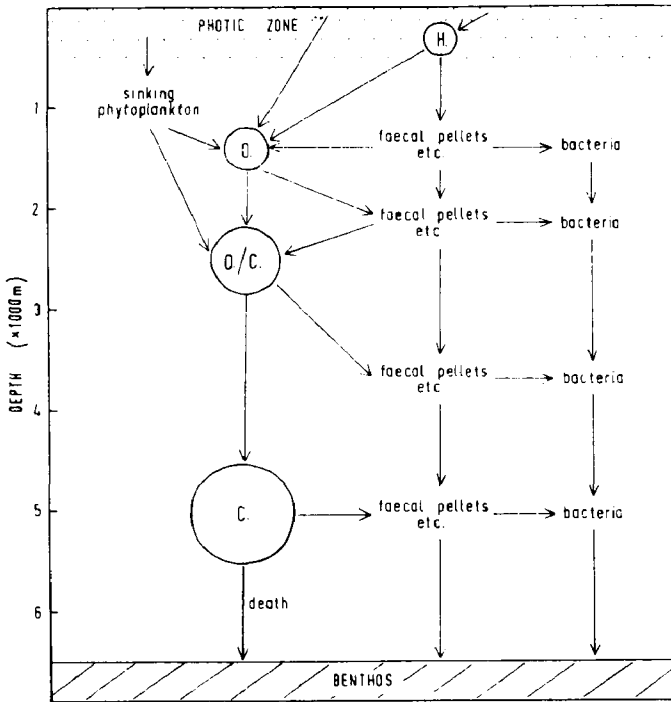 PHOTIC ZONE
H.
sinking
phytoplankton
1
O.
faecal pellets
etc.
bacteria
2
faecal pellets
etc
bacteria
O./C.
3
DEPTH (×1000m)
faecal pellets
etc.
bacteria
4
C.
5
faecal pellets
etc.
bacteria
death
6
BENTHOS